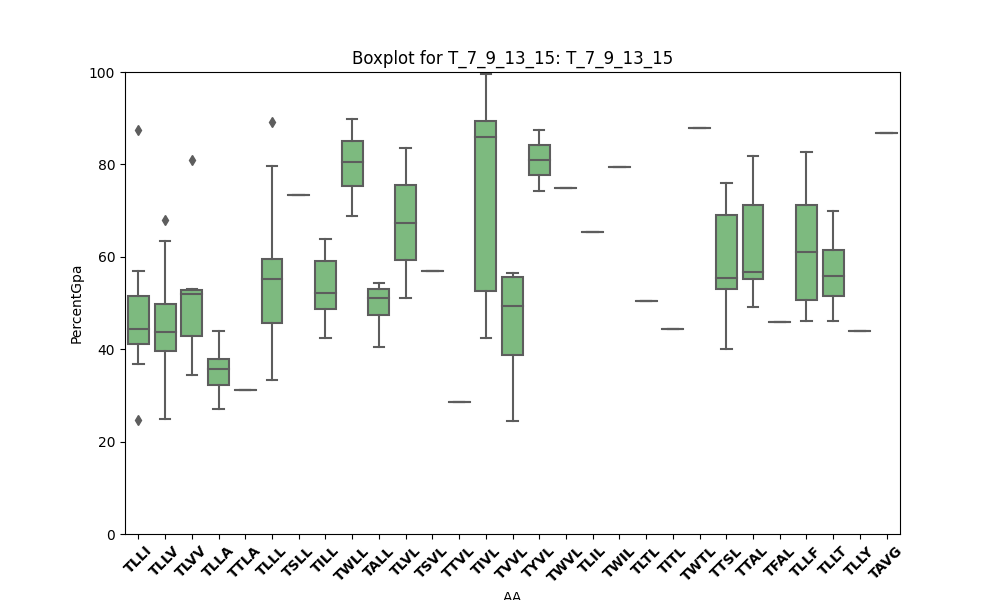 Boxplot for T_7_9_13_15: T_7_9_13_15
PercentGpa
100
80
60
40
20
0
TLLI TLLV TLVV TLLA TTLA TLLL TSLL TILL TWLL TALL TLVL TSVL TTVL TIVL TVVL TYVL TWVL TLIL TWIL TLTL TITL TWTL TTSL TTAL TFAL TLLF TLLT TLLY TAVG
AA